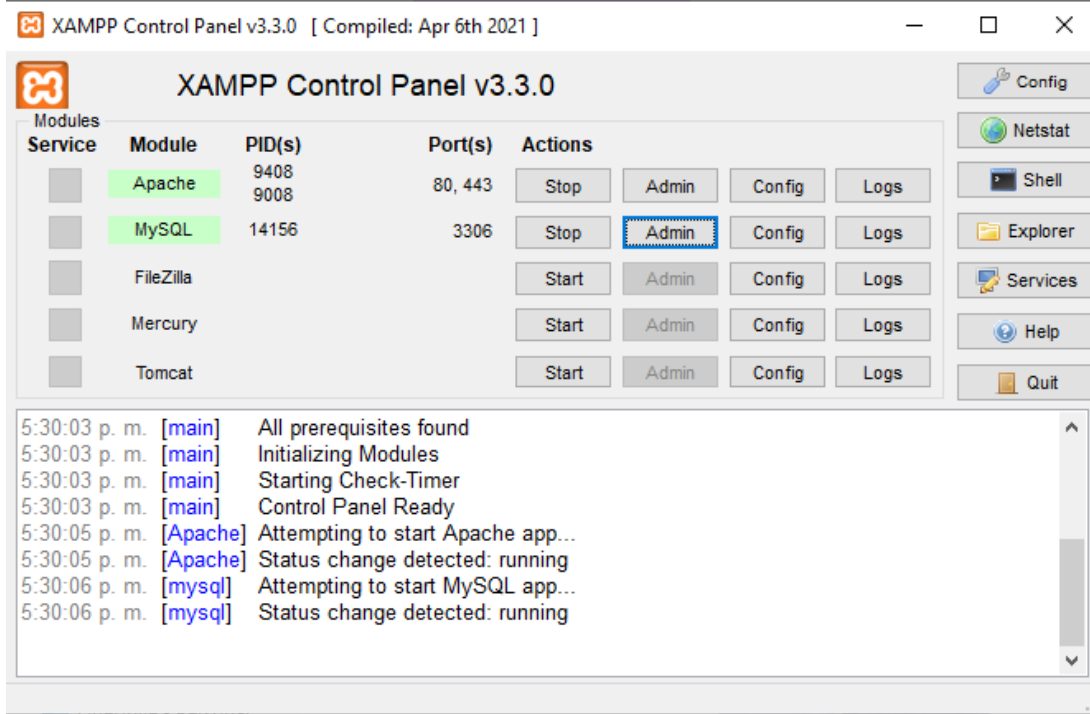 XAMPP Control Panel v3.3.0 [ Compiled: Apr 6th 2021 ]
XAMPP Control Panel v3.3.0
Config
Modules
Service Module PID(s) Port(s) Actions
Netstat
Apache 9408 9008 80, 443 Stop Admin Config Logs
Shell
MySQL 14156 3306 Stop Admin Config Logs
Explorer
FileZilla Start Admin Config Logs
Services
Mercury Start Admin Config Logs
Help
Tomcat Start Admin Config Logs
Quit
5:30:03 p. m. [main] All prerequisites found
5:30:03 p. m. [main] Initializing Modules
5:30:03 p. m. [main] Starting Check-Timer
5:30:03 p. m. [main] Control Panel Ready
5:30:05 p. m. [Apache] Attempting to start Apache app...
5:30:05 p. m. [Apache] Status change detected: running
5:30:06 p. m. [mysql] Attempting to start MySQL app...
5:30:06 p. m. [mysql] Status change detected: running